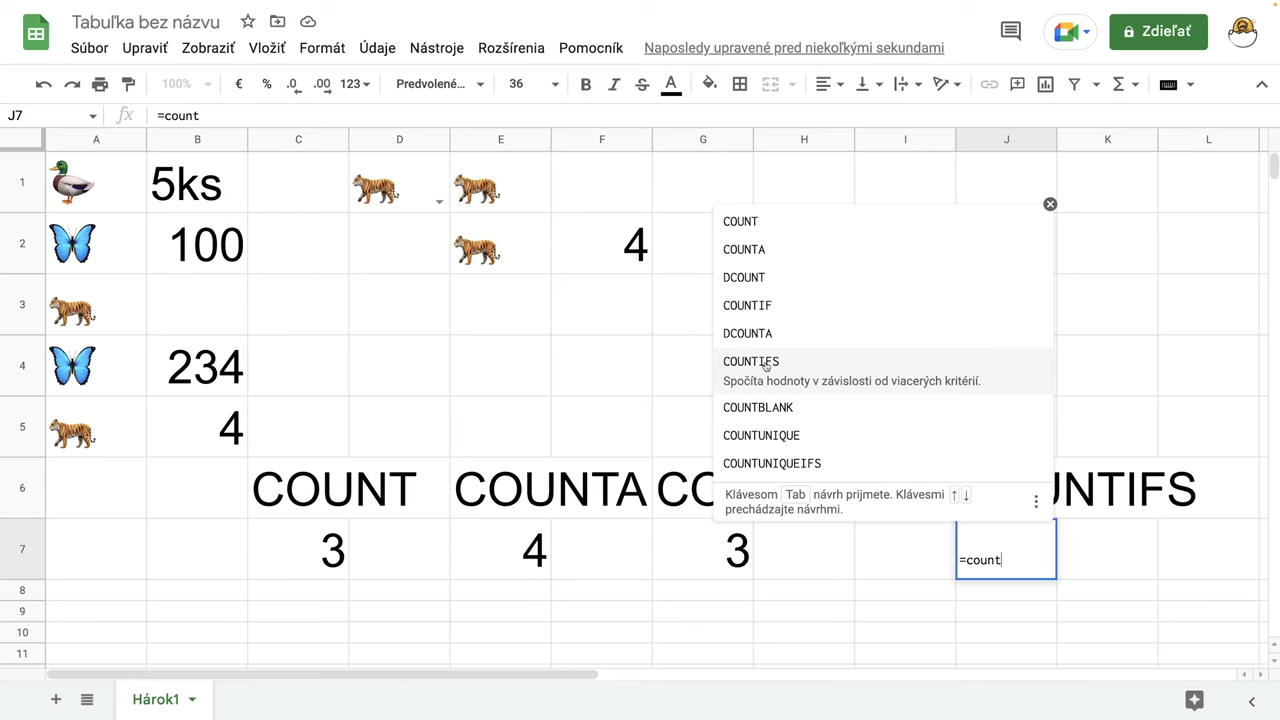 Tabuľka bez názvu
Súbor Upraviť Zobraziť Vložiť Formát Údaje Nástroje Rozšírenia Pomocník Naposledy upravené pred niekoľkými sekundami
Zdieľať
100% € % .0 .00 123 Predvolené... 36 B I S A
J7 fx =count
A B C D E F G H I J K L
1 5ks
2 100 4
3
4 234
5 4
6 COUNT COUNTA CO UNTIFS
7 3 4 3 =count
8
9
10
11
COUNT
COUNTA
DCOUNT
COUNTIF
DCOUNTA
COUNTIFS
Spočíta hodnoty v závislosti od viacerých kritérií.
COUNTBLANK
COUNTUNIQUE
COUNTUNIQUEIFS
Klávesom Tab návrh prijmete. Klávesmi ↑ ↓
prechádzajte návrhmi.
Hárok1